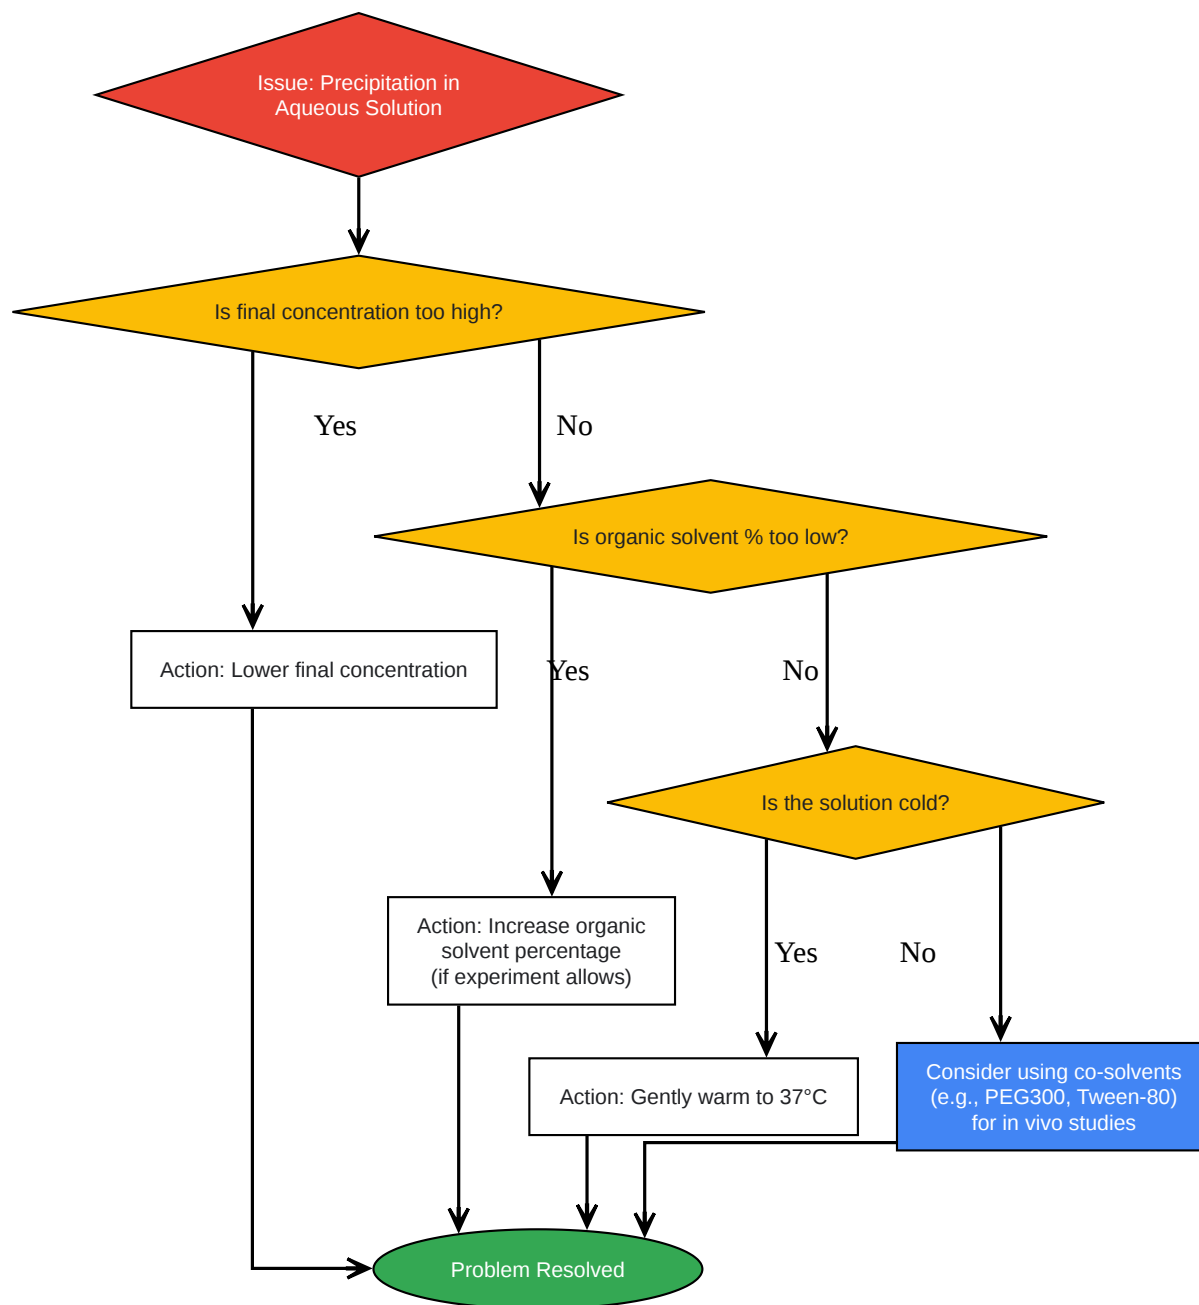 Issue: Precipitation in
Aqueous Solution
Is final concentration too high?
Yes
No
Is organic solvent % too low?
Action: Lower final concentration
Yes
No
Is the solution cold?
Action: Increase organic
solvent percentage
(if experiment allows)
Yes
No
Action: Gently warm to 37°C
Consider using co-solvents
(e.g., PEG300, Tween-80)
for in vivo studies
Problem Resolved